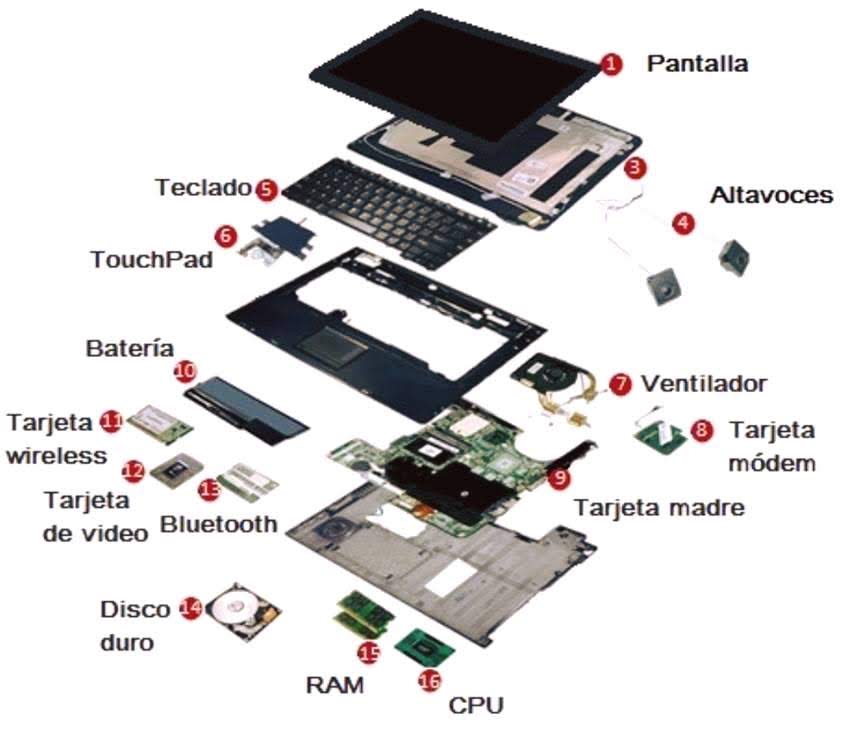 1 Pantalla
3
Altavoces
4
Teclado 5
6
TouchPad
Batería
10
7 Ventilador
Tarjeta 11
wireless
8 Tarjeta
módem
12
Tarjeta
de video
13
Bluetooth
9
Tarjeta madre
Disco 14
duro
15
RAM
16
CPU